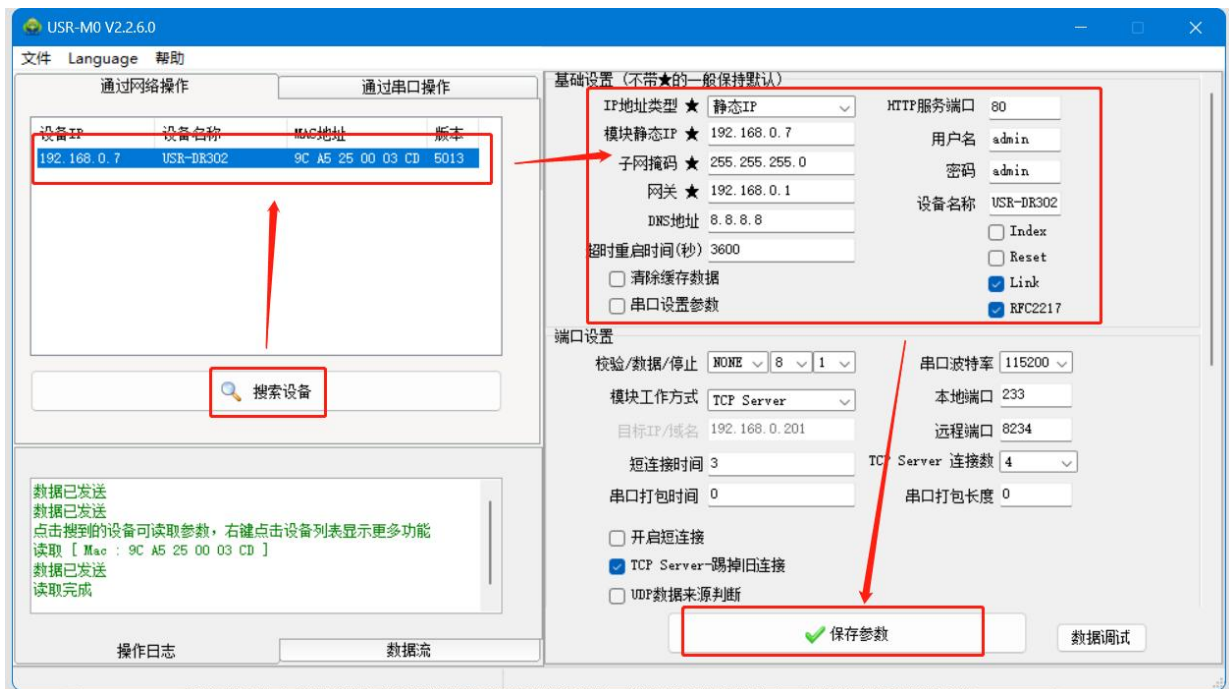 USR-M0 V2.2.6.0
文件 Language 帮助
通过网络操作 通过串口操作
设备IP 设备名称 MAC地址 版本
192.168.0.7 USR-DR302 9C A5 25 00 03 CD 5013
搜索设备
数据已发送
数据已发送
点击搜到的设备可读取参数，右键点击设备列表显示更多功能
读取 [ Mac : 9C A5 25 00 03 CD ]
数据已发送
读取完成
操作日志 数据流
基础设置（不带★的一般保持默认）
IP地址类型 ★ 静态IP HTTP服务端口 80
模块静态IP ★ 192.168.0.7 用户名 admin
子网掩码 ★ 255.255.255.0 密码 admin
网关 ★ 192.168.0.1 设备名称 USR-DR302
DNS地址 8.8.8.8 Index
超时重启时间(秒) 3600 Reset
清除缓存数据 Link
串口设置参数 RFC2217
端口设置
校验/数据/停止 NONE 8 1 串口波特率 115200
模块工作方式 TCP Server 本地端口 233
目标IP/域名 192.168.0.201 远程端口 8234
短连接时间 3 TCP Server 连接数 4
串口打包时间 0 串口打包长度 0
开启短连接
TCP Server-踢掉旧连接
UDP数据来源判断
保存参数 数据调试